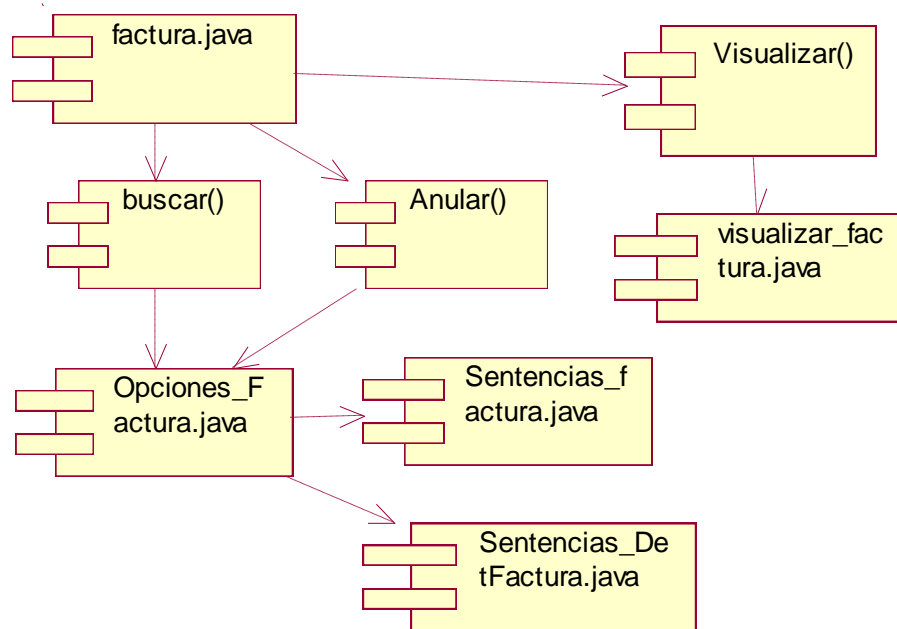 factura.java
Visualizar()
buscar()
Anular()
visualizar_fac
tura.java
Opciones_F
actura.java
Sentencias_f
actura.java
Sentencias_De
tFactura.java